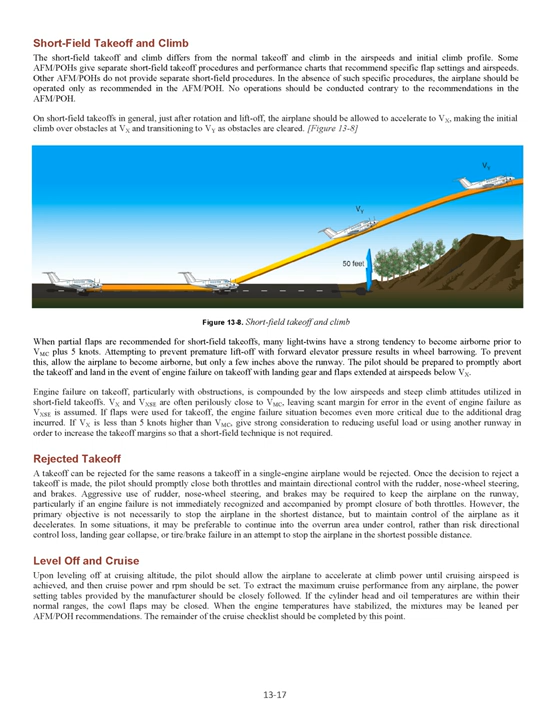 Short-Field Takeoff and Climb
The short-field takeoff and climb differs from the normal takeoff and climb in the airspeeds and initial climb profile. Some
AFM/POHs give separate short-field takeoff procedures and performance charts that recommend specific flap settings and airspeeds.
Other AFM/POHs do not provide separate short-field procedures. In the absence of such specific procedures, the airplane should be
operated only as recommended in the AFM/POH. No operations should be conducted contrary to the recommendations in the
AFM/POH.
On short-field takeoffs in general, just after rotation and lift-off, the airplane should be allowed to accelerate to VX, making the initial
climb over obstacles at VX and transitioning to VY as obstacles are cleared. [Figure 13-8]
VY
VX
50 feet
Figure 13-8. Short-field takeoff and climb
When partial flaps are recommended for short-field takeoffs, many light-twins have a strong tendency to become airborne prior to
VMC plus 5 knots. Attempting to prevent premature lift-off with forward elevator pressure results in wheel barrowing. To prevent
this, allow the airplane to become airborne, but only a few inches above the runway. The pilot should be prepared to promptly abort
the takeoff and land in the event of engine failure on takeoff with landing gear and flaps extended at airspeeds below VX.
Engine failure on takeoff, particularly with obstructions, is compounded by the low airspeeds and steep climb attitudes utilized in
short-field takeoffs. VX and VXSE are often perilously close to VMC, leaving scant margin for error in the event of engine failure as
VXSE is assumed. If flaps were used for takeoff, the engine failure situation becomes even more critical due to the additional drag
incurred. If VX is less than 5 knots higher than VMC, give strong consideration to reducing useful load or using another runway in
order to increase the takeoff margins so that a short-field technique is not required.
Rejected Takeoff
A takeoff can be rejected for the same reasons a takeoff in a single-engine airplane would be rejected. Once the decision to reject a
takeoff is made, the pilot should promptly close both throttles and maintain directional control with the rudder, nose-wheel steering,
and brakes. Aggressive use of rudder, nose-wheel steering, and brakes may be required to keep the airplane on the runway,
particularly if an engine failure is not immediately recognized and accompanied by prompt closure of both throttles. However, the
primary objective is not necessarily to stop the airplane in the shortest distance, but to maintain control of the airplane as it
decelerates. In some situations, it may be preferable to continue into the overrun area under control, rather than risk directional
control loss, landing gear collapse, or tire/brake failure in an attempt to stop the airplane in the shortest possible distance.
Level Off and Cruise
Upon leveling off at cruising altitude, the pilot should allow the airplane to accelerate at climb power until cruising airspeed is
achieved, and then cruise power and rpm should be set. To extract the maximum cruise performance from any airplane, the power
setting tables provided by the manufacturer should be closely followed. If the cylinder head and oil temperatures are within their
normal ranges, the cowl flaps may be closed. When the engine temperatures have stabilized, the mixtures may be leaned per
AFM/POH recommendations. The remainder of the cruise checklist should be completed by this point.
13-17